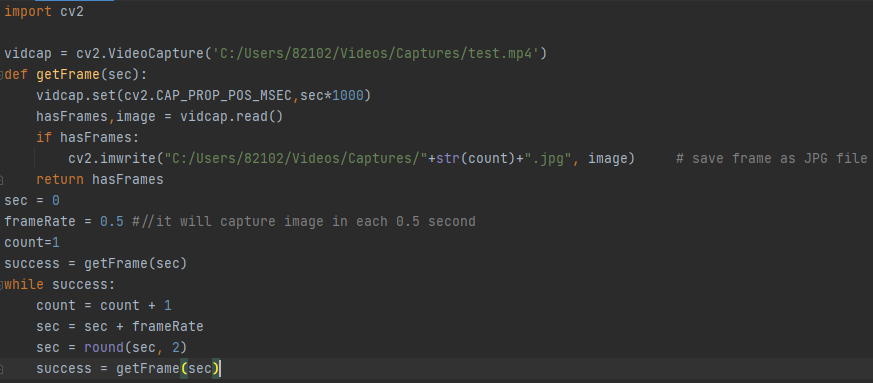 import cv2
vidcap = cv2.VideoCapture('C:/Users/82102/Videos/Captures/test.mp4')
def getFrame(sec):
    vidcap.set(cv2.CAP_PROP_POS_MSEC,sec*1000)
    hasFrames,image = vidcap.read()
    if hasFrames:
        cv2.imwrite("C:/Users/82102/Videos/Captures/"+str(count)+".jpg", image)     # save frame as JPG file
    return hasFrames
sec = 0
frameRate = 0.5 #//it will capture image in each 0.5 second
count=1
success = getFrame(sec)
while success:
    count = count + 1
    sec = sec + frameRate
    sec = round(sec, 2)
    success = getFrame(sec)